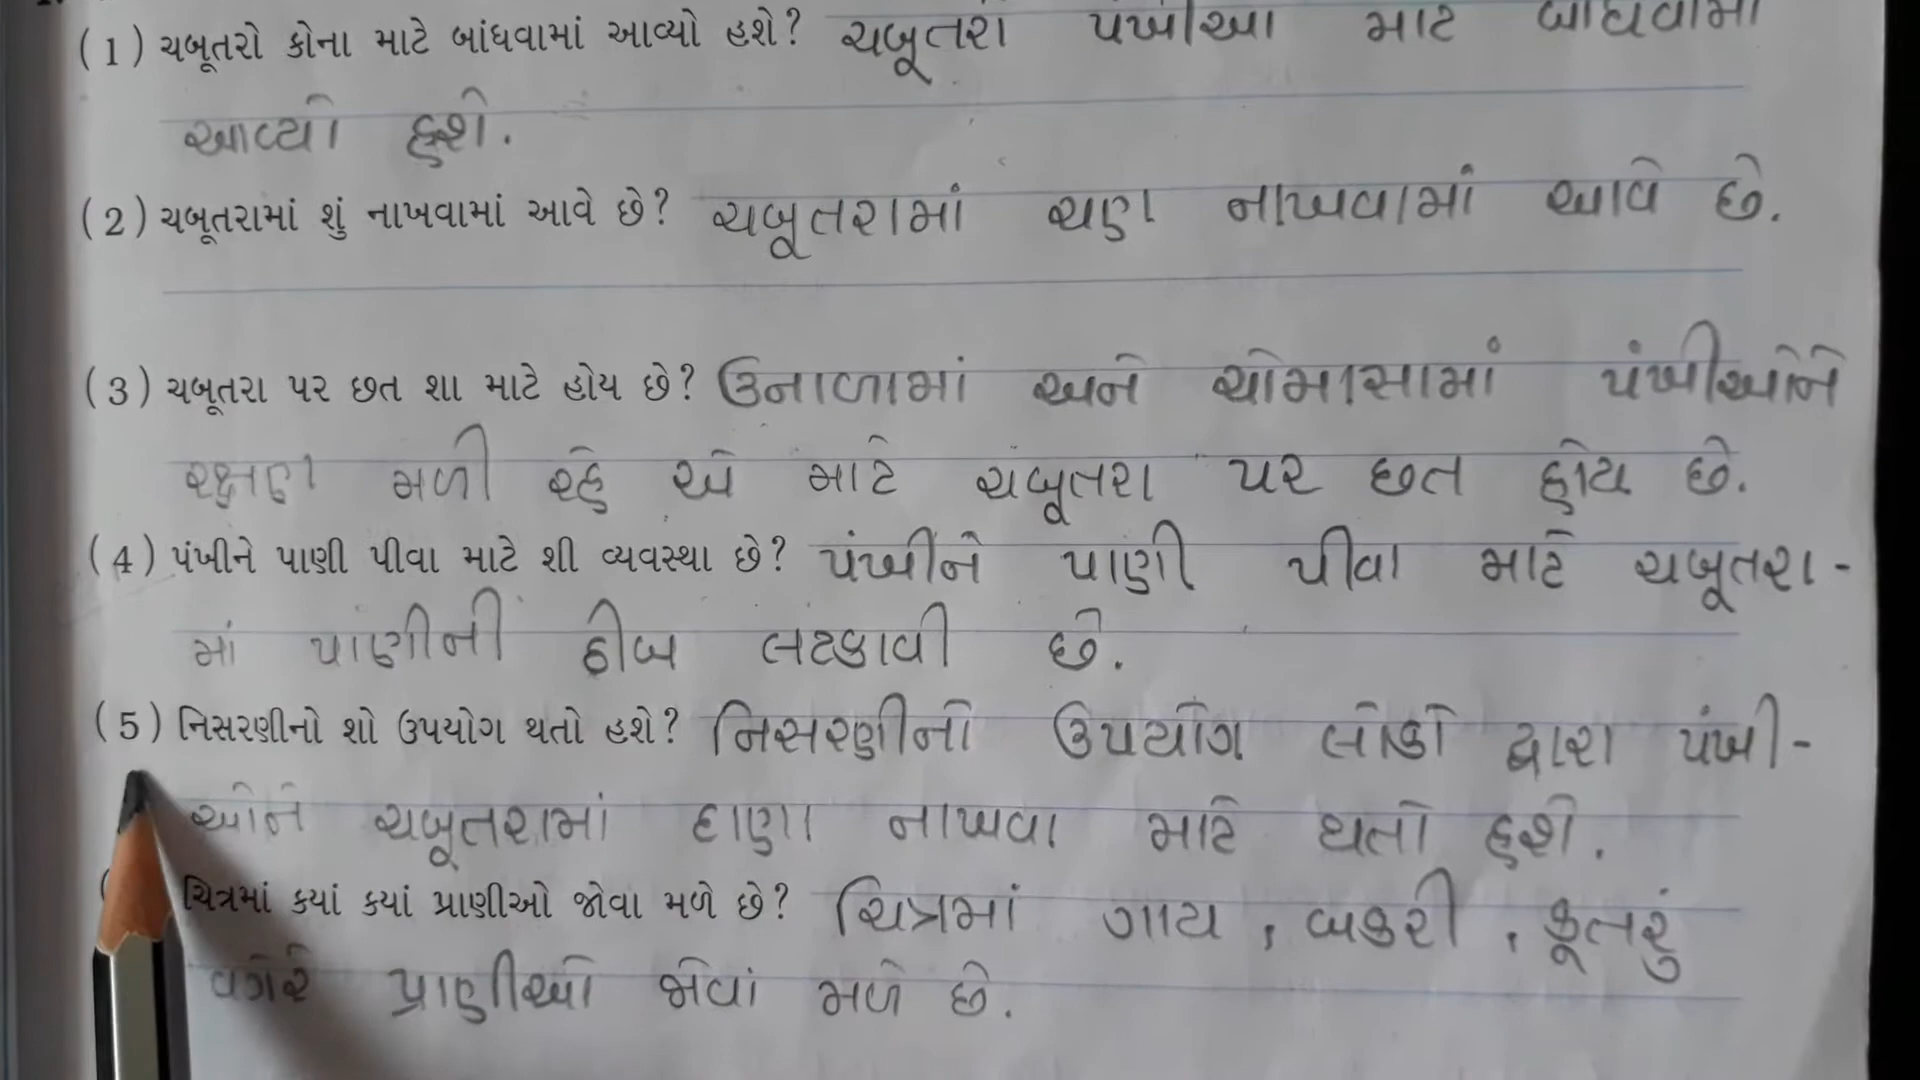 (1) ચબૂતરો કોના માટે બાંધવામાં આવ્યો હશે? ચબૂતરો પંખીઓ માટે બાંધવામાં
આવ્યો હશે.
(2) ચબૂતરામાં શું નાખવામાં આવે છે? ચબૂતરામાં ચણ નાખવામાં આવે છે.
(3) ચબૂતરા પર છત શા માટે હોય છે? ઉનાળામાં અને ચોમાસામાં પંખીઓને
રક્ષણ મળી રહે એ માટે ચબૂતરા પર છત હોય છે.
(4) પંખીને પાણી પીવા માટે શી વ્યવસ્થા છે? પંખીને પાણી પીવા માટે ચબૂતરા-
માં પાણીની ઠીબ લટકાવી છે.
(5) નિસરણીનો શો ઉપયોગ થતો હશે? નિસરણીનો ઉપયોગ લોકો દ્વારા પંખી-
ઓને ચબૂતરામાં દાણા નાખવા માટે થતો હશે.
ચિત્રમાં કયાં કયાં પ્રાણીઓ જોવા મળે છે? ચિત્રમાં ગાય, બકરી, કૂતરું
વગેરે પ્રાણીઓ જોવાં મળે છે.